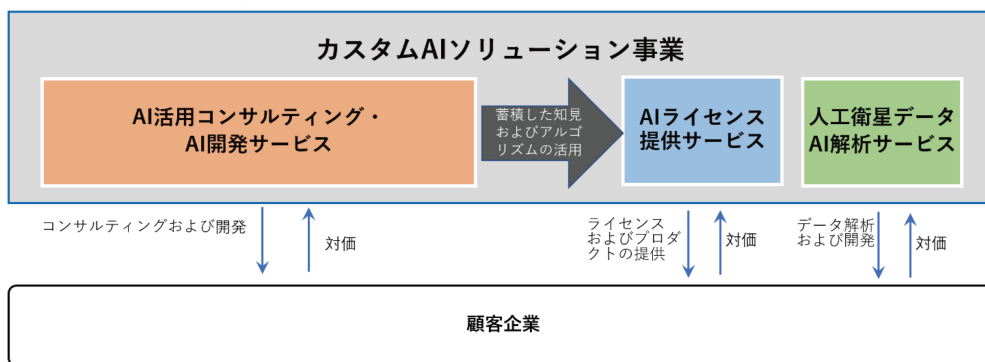 カスタムAIソリューション事業
AI活用コンサルティング・
AI開発サービス
蓄積した知見
およびアルゴ
リズムの活用
AIライセンス
提供サービス
人工衛星データ
AI解析サービス
コンサルティングおよび開発
対価
ライセンス
およびプロダ
クトの提供
対価
データ解析
および開発
対価
顧客企業